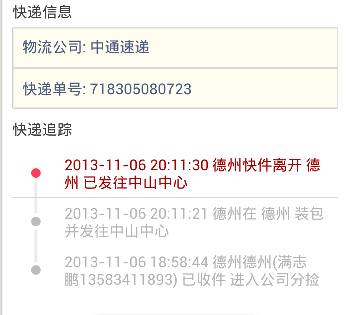 快递信息
物流公司: 中通速递
快递单号: 718305080723
快递追踪
2013-11-06 20:11:30 德州快件离开 德
州 已发往中山中心
2013-11-06 20:11:21 德州在 德州 装包
并发往中山中心
2013-11-06 18:58:44 德州德州(满志
鹏13583411893) 已收件 进入公司分捡